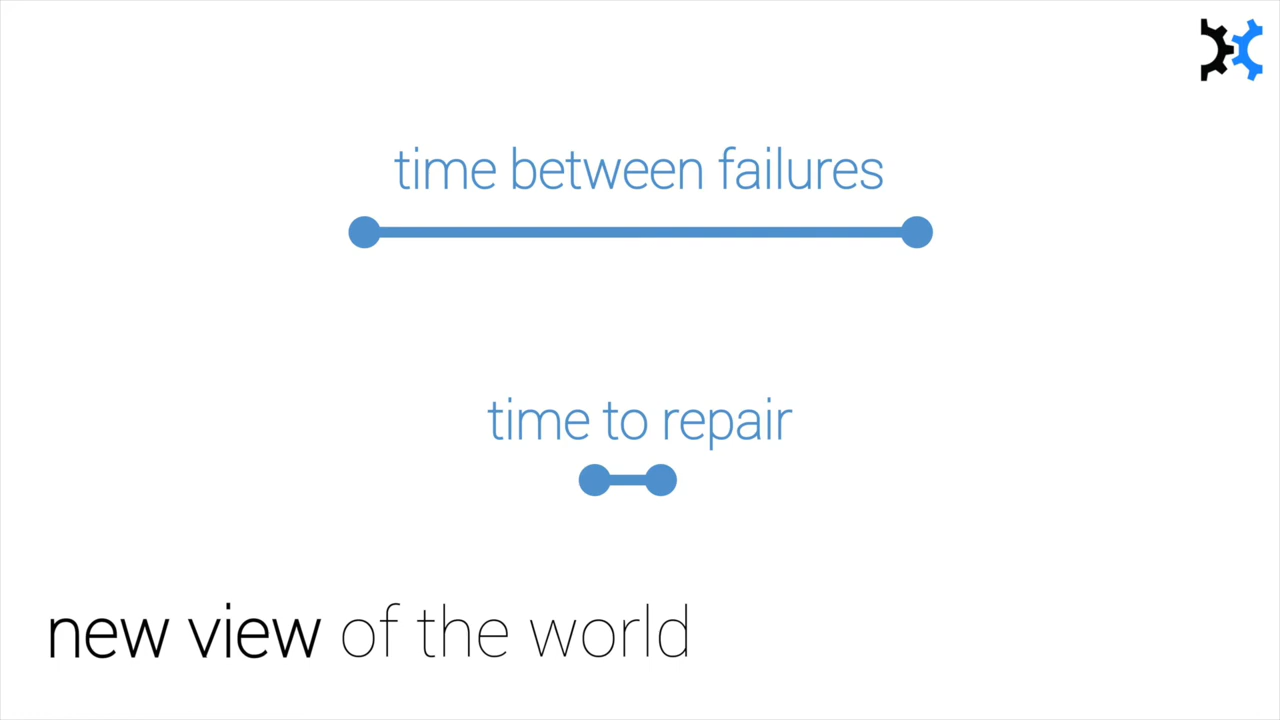 time between failures
time to repair
new view of the world